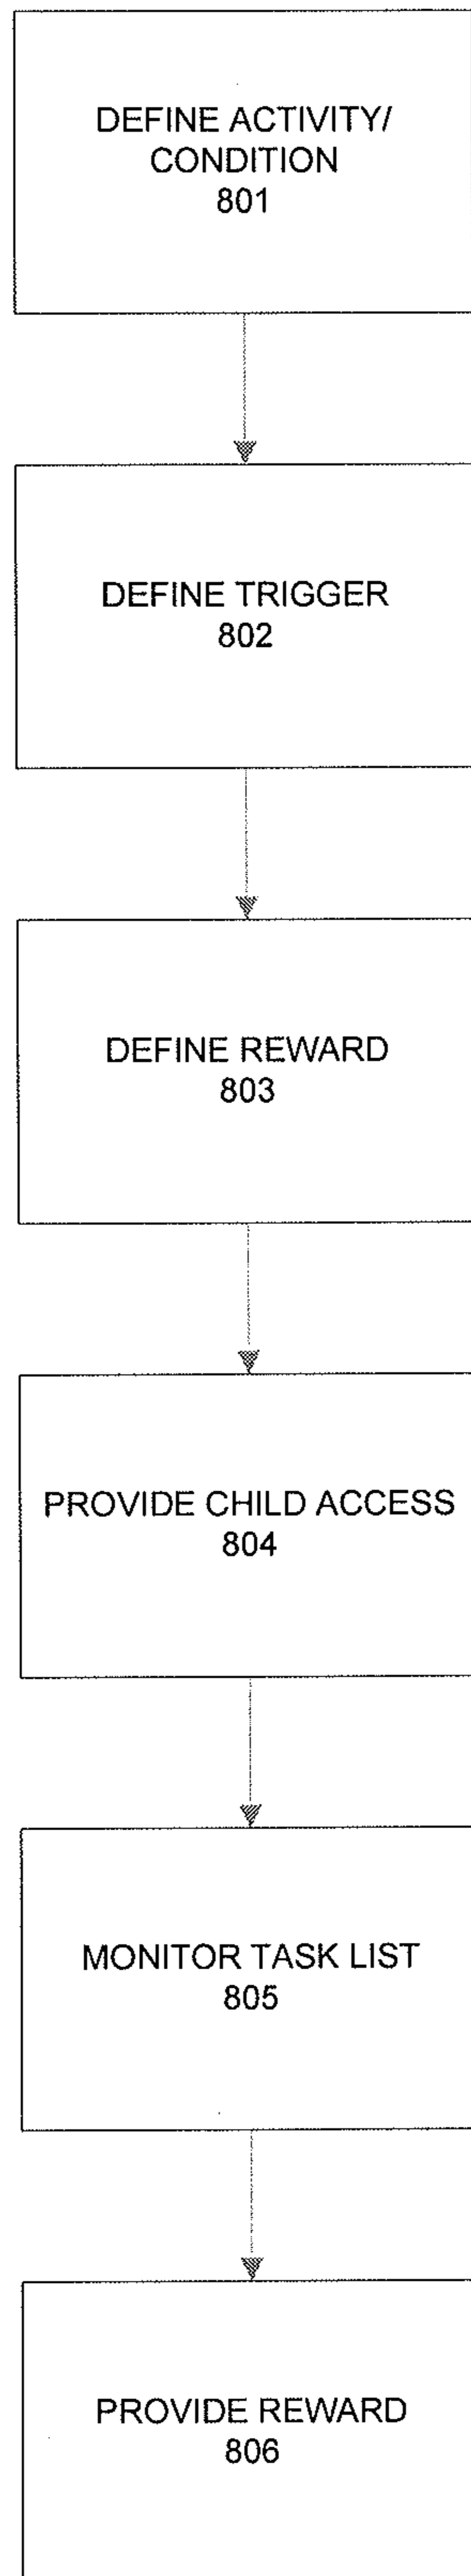 DEFINE ACTIVITY/
CONDITION
801
DEFINE TRIGGER
802
DEFINE REWARD
803
PROVIDE CHILD ACCESS
804
MONITOR TASK LIST
805
PROVIDE REWARD
806